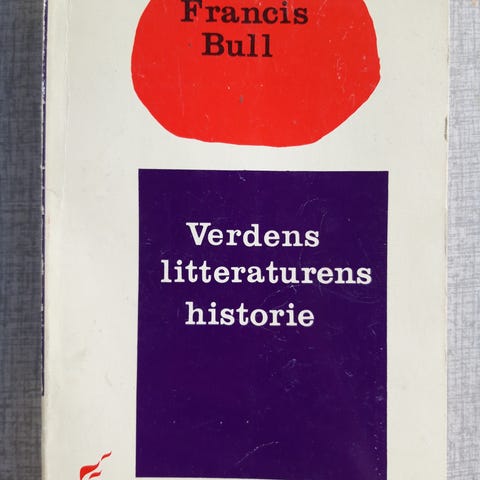 Francis
Bull
Verdens
litteraturens
historie